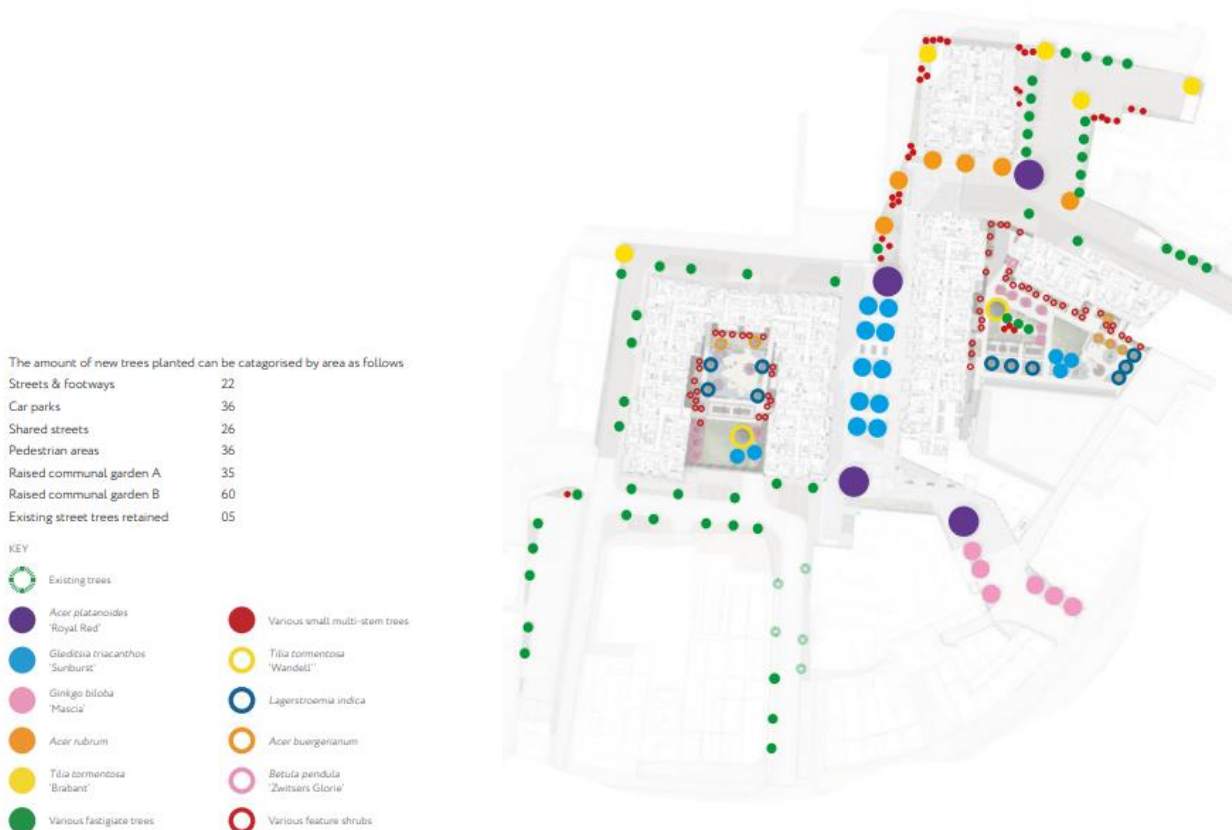 The amount of new trees planted can be catagorised by area as follows
Streets & footways 22
Car parks 36
Shared streets 26
Pedestrian areas 36
Raised communal garden A 35
Raised communal garden B 60
Existing street trees retained 05
KEY
Existing trees
Acer platanoides
'Royal Red'
Gleditsia triacanthos
'Sunburst'
Ginkgo biloba
'Mascia'
Acer rubrum
Tilia tormentosa
'Brabant'
Various fastigiate trees
Various small multi-stem trees
Tilia tormentosa
'Wandell''
Lagerstroemia indica
Acer buergerianum
Betula pendula
'Zwitsers Glorie'
Various feature shrubs